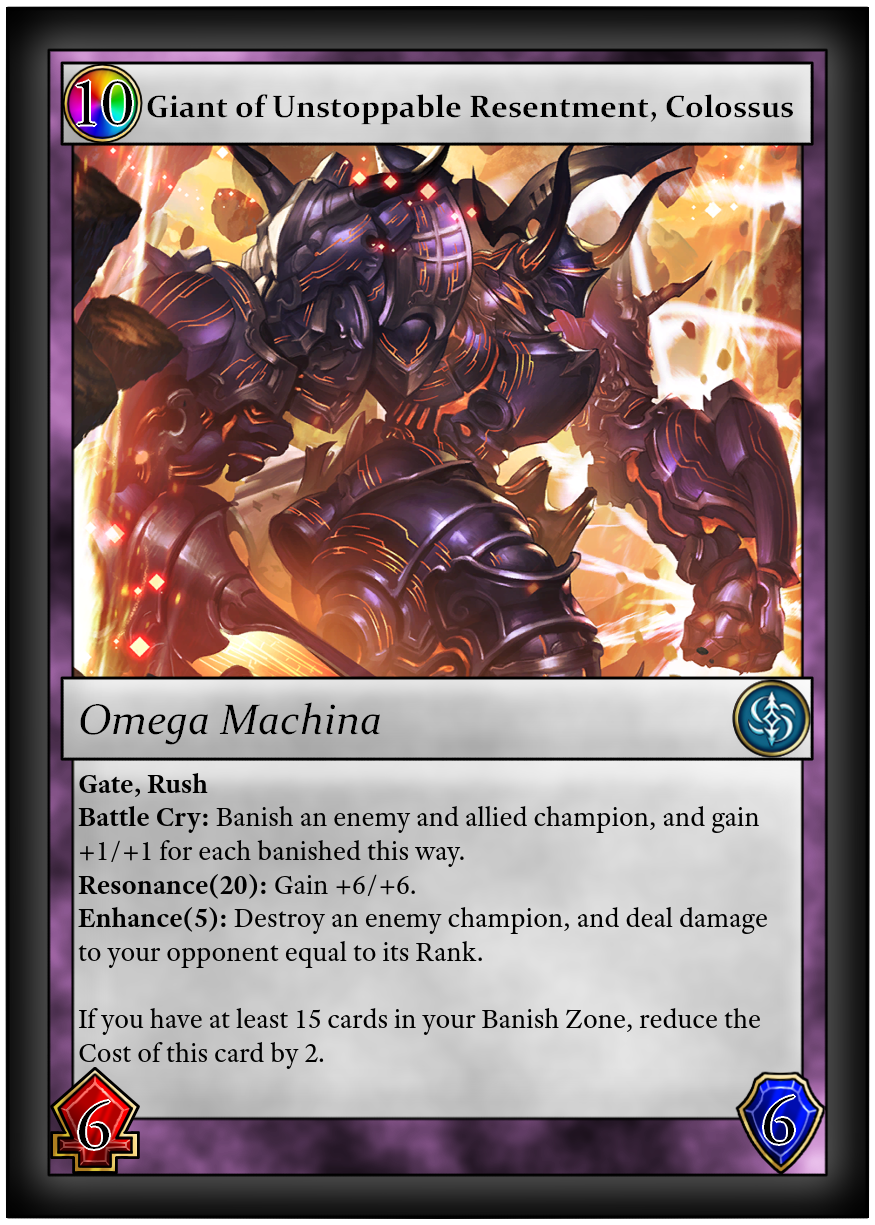 10 Giant of Unstoppable Resentment, Colossus
Omega Machina
Gate, Rush
Battle Cry: Banish an enemy and allied champion, and gain
+1/+1 for each banished this way.
Resonance(20): Gain +6/+6.
Enhance(5): Destroy an enemy champion, and deal damage
to your opponent equal to its Rank.
If you have at least 15 cards in your Banish Zone, reduce the
Cost of this card by 2.
6
6